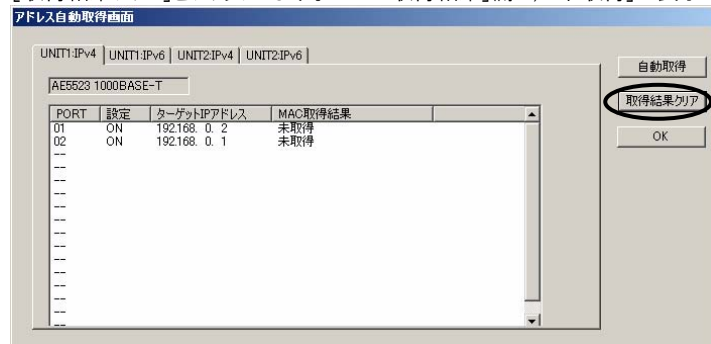 アドレス自動取得画面
UNIT1:IPv4 UNIT1:IPv6 UNIT2:IPv4 UNIT2:IPv6
自動取得
AE5523 1000BASE-T
取得結果クリア
PORT 設定 ターゲットIPアドレス MAC取得結果
OK
01 ON 192.168. 0. 2 未取得
02 ON 192.168. 0. 1 未取得
--
--
--
--
--
--
--
--
--
--
--
--
--
--